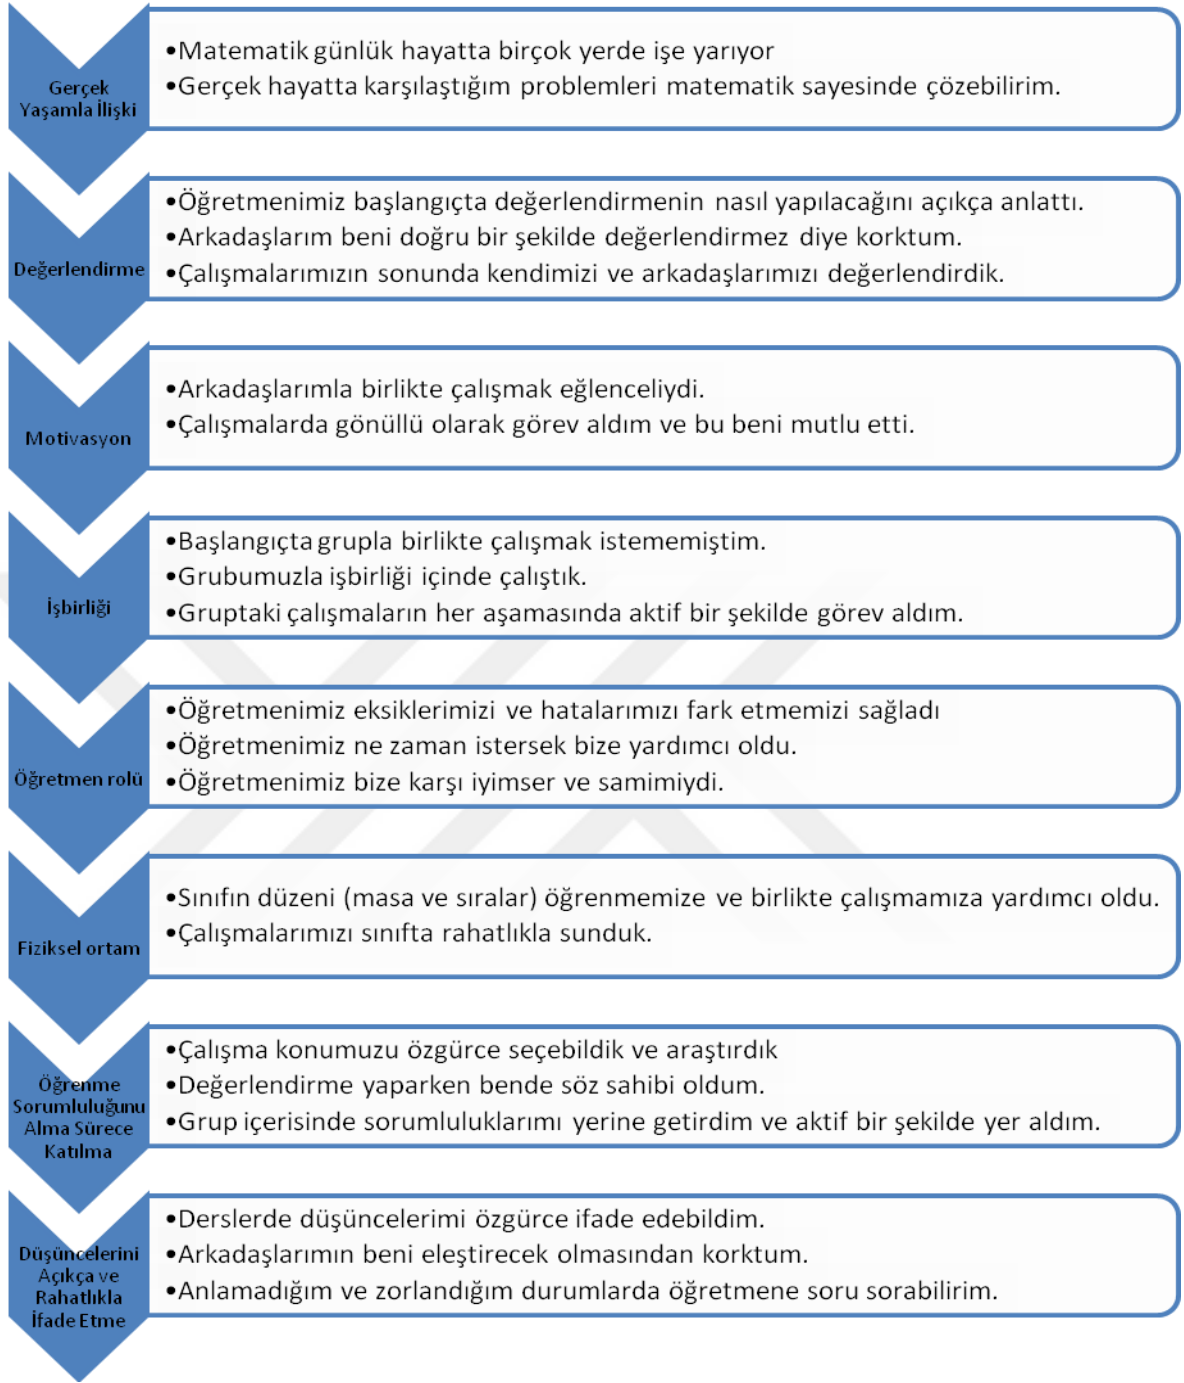 Gerçek
Yaşamla İlişki
•Matematik günlük hayatta birçok yerde işe yarıyor
•Gerçek hayatta karşılaştığım problemleri matematik sayesinde çözebilirim.
Değerlendirme
•Öğretmenimiz başlangıçta değerlendirmenin nasıl yapılacağını açıkça anlattı.
•Arkadaşlarım beni doğru bir şekilde değerlendirmez diye korktum.
•Çalışmalarımızın sonunda kendimizi ve arkadaşlarımızı değerlendirdik.
Motivasyon
•Arkadaşlarımla birlikte çalışmak eğlenceliydi.
•Çalışmalarda gönüllü olarak görev aldım ve bu beni mutlu etti.
İşbirliği
•Başlangıçta grupla birlikte çalışmak istememiştim.
•Grubumuzla işbirliği içinde çalıştık.
•Gruptaki çalışmaların her aşamasında aktif bir şekilde görev aldım.
Öğretmen rolü
•Öğretmenimiz eksiklerimizi ve hatalarımızı fark etmemizi sağladı
•Öğretmenimiz ne zaman istersek bize yardımcı oldu.
•Öğretmenimiz bize karşı iyimser ve samimiydi.
Fiziksel ortam
•Sınıfın düzeni (masa ve sıralar) öğrenmemize ve birlikte çalışmamıza yardımcı oldu.
•Çalışmalarımızı sınıfta rahatlıkla sunduk.
Öğrenme
Sorumluluğunu
Alma Sürece
Katılma
•Çalışma konumuzu özgürce seçebildik ve araştırdık
•Değerlendirme yaparken bende söz sahibi oldum.
•Grup içerisinde sorumluluklarımı yerine getirdim ve aktif bir şekilde yer aldım.
Düşüncelerini
Açıkça ve
Rahatlıkla
İfade Etme
•Derslerde düşüncelerimi özgürce ifade edebildim.
•Arkadaşlarımın beni eleştirecek olmasından korktum.
•Anlamadığım ve zorlandığım durumlarda öğretmene soru sorabilirim.